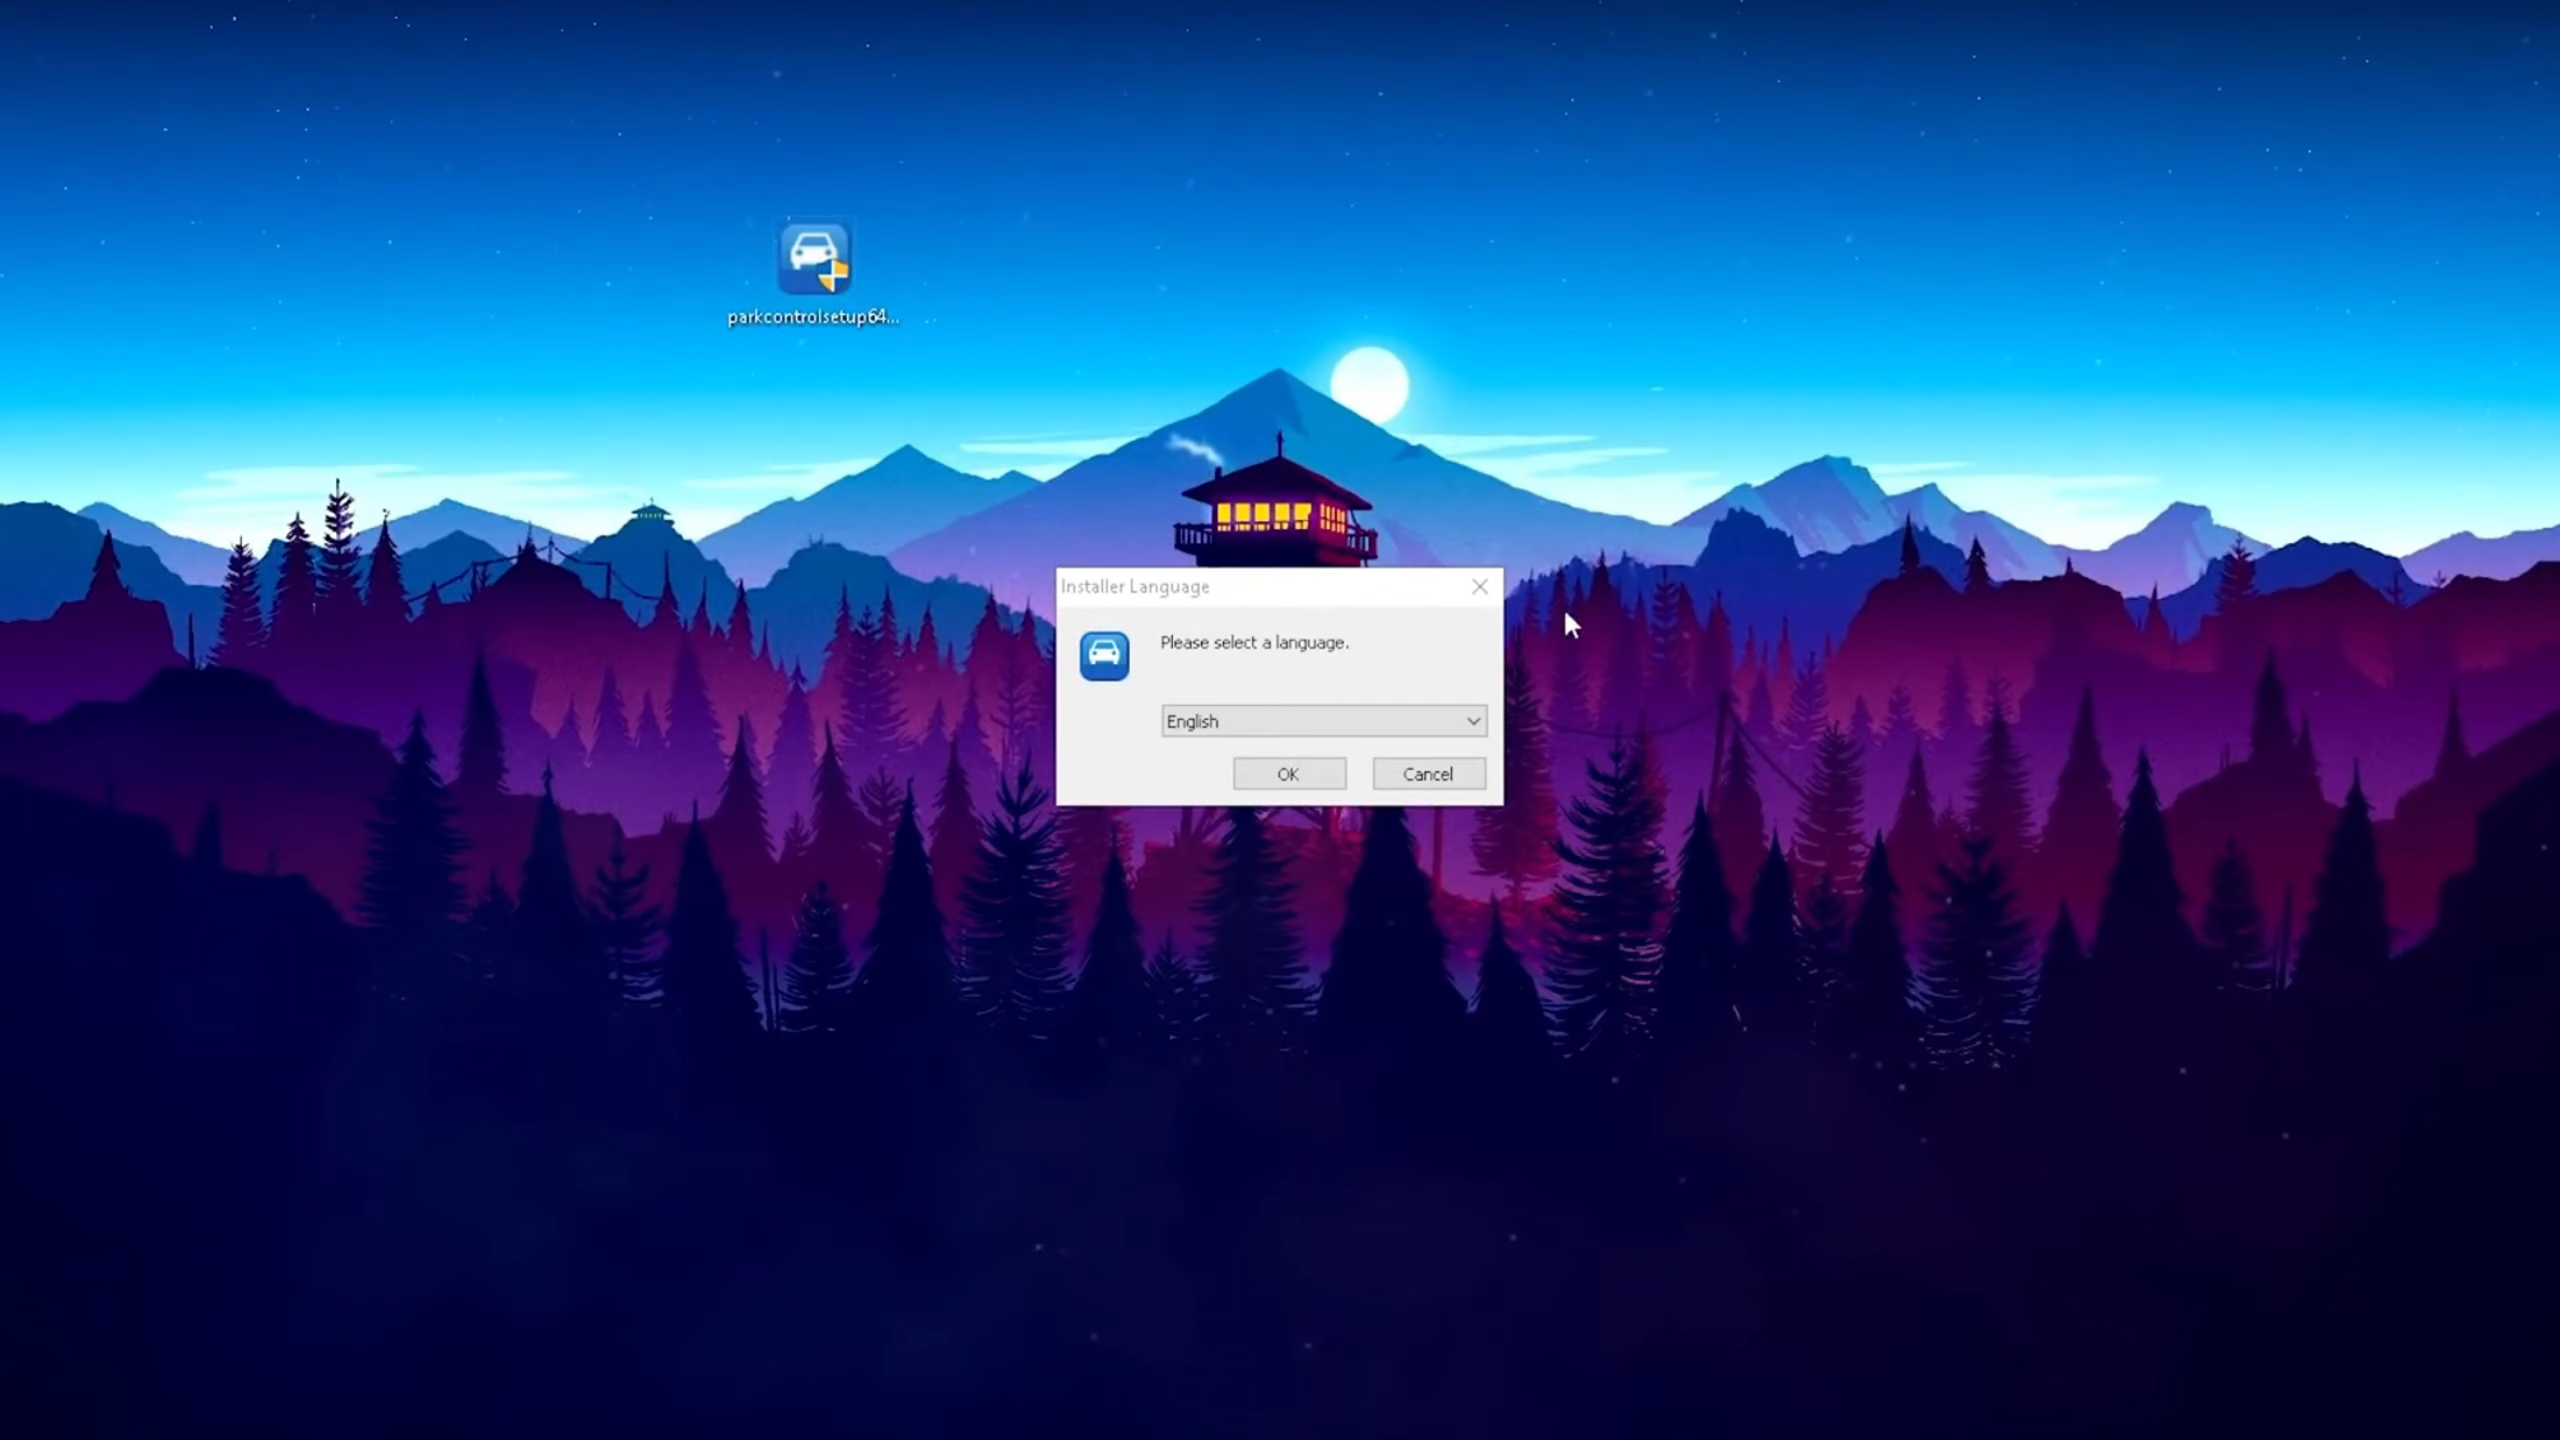 parkcontrolsetup64...
Installer Language
Please select a language.
English
OK
Cancel